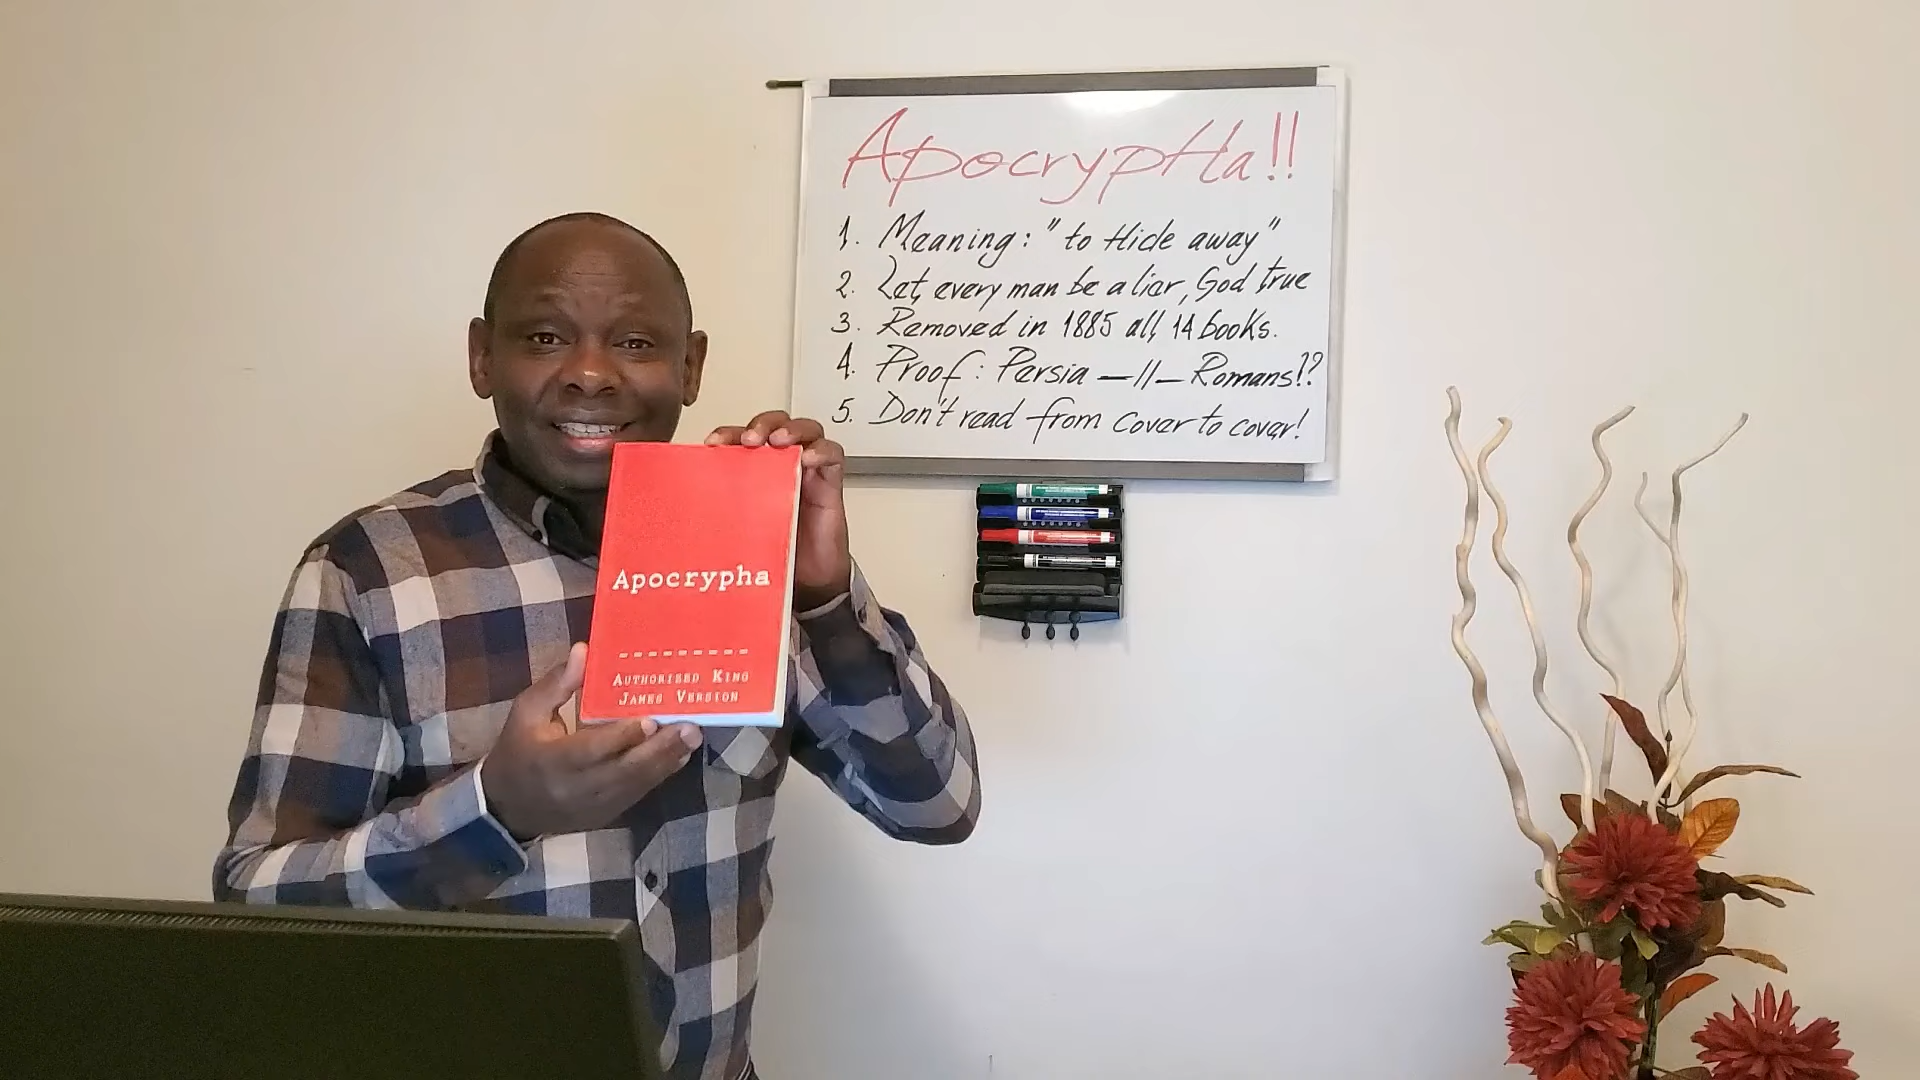 ApocrypHa!!
1. Meaning: "to Hide away"
2. Let, every man be a liar, God true
3. Removed in 1885 all, 14 books.
4. Proof: Persia —//— Romans!?
5. Don't read from cover to cover!
Apocrypha
AUTHORISED KING
JAMES VERSION